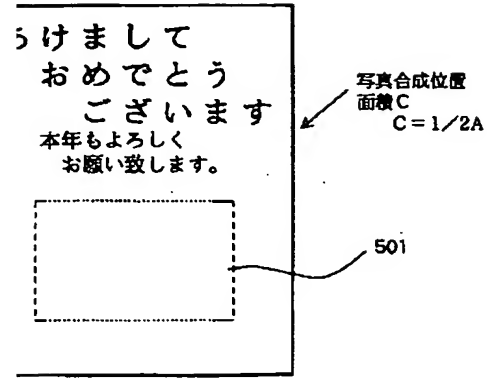 うけまして
おめでとう
ございます
本年もよろしく
お願い致します。
写真合成位置
面積C
C=1/2A
501